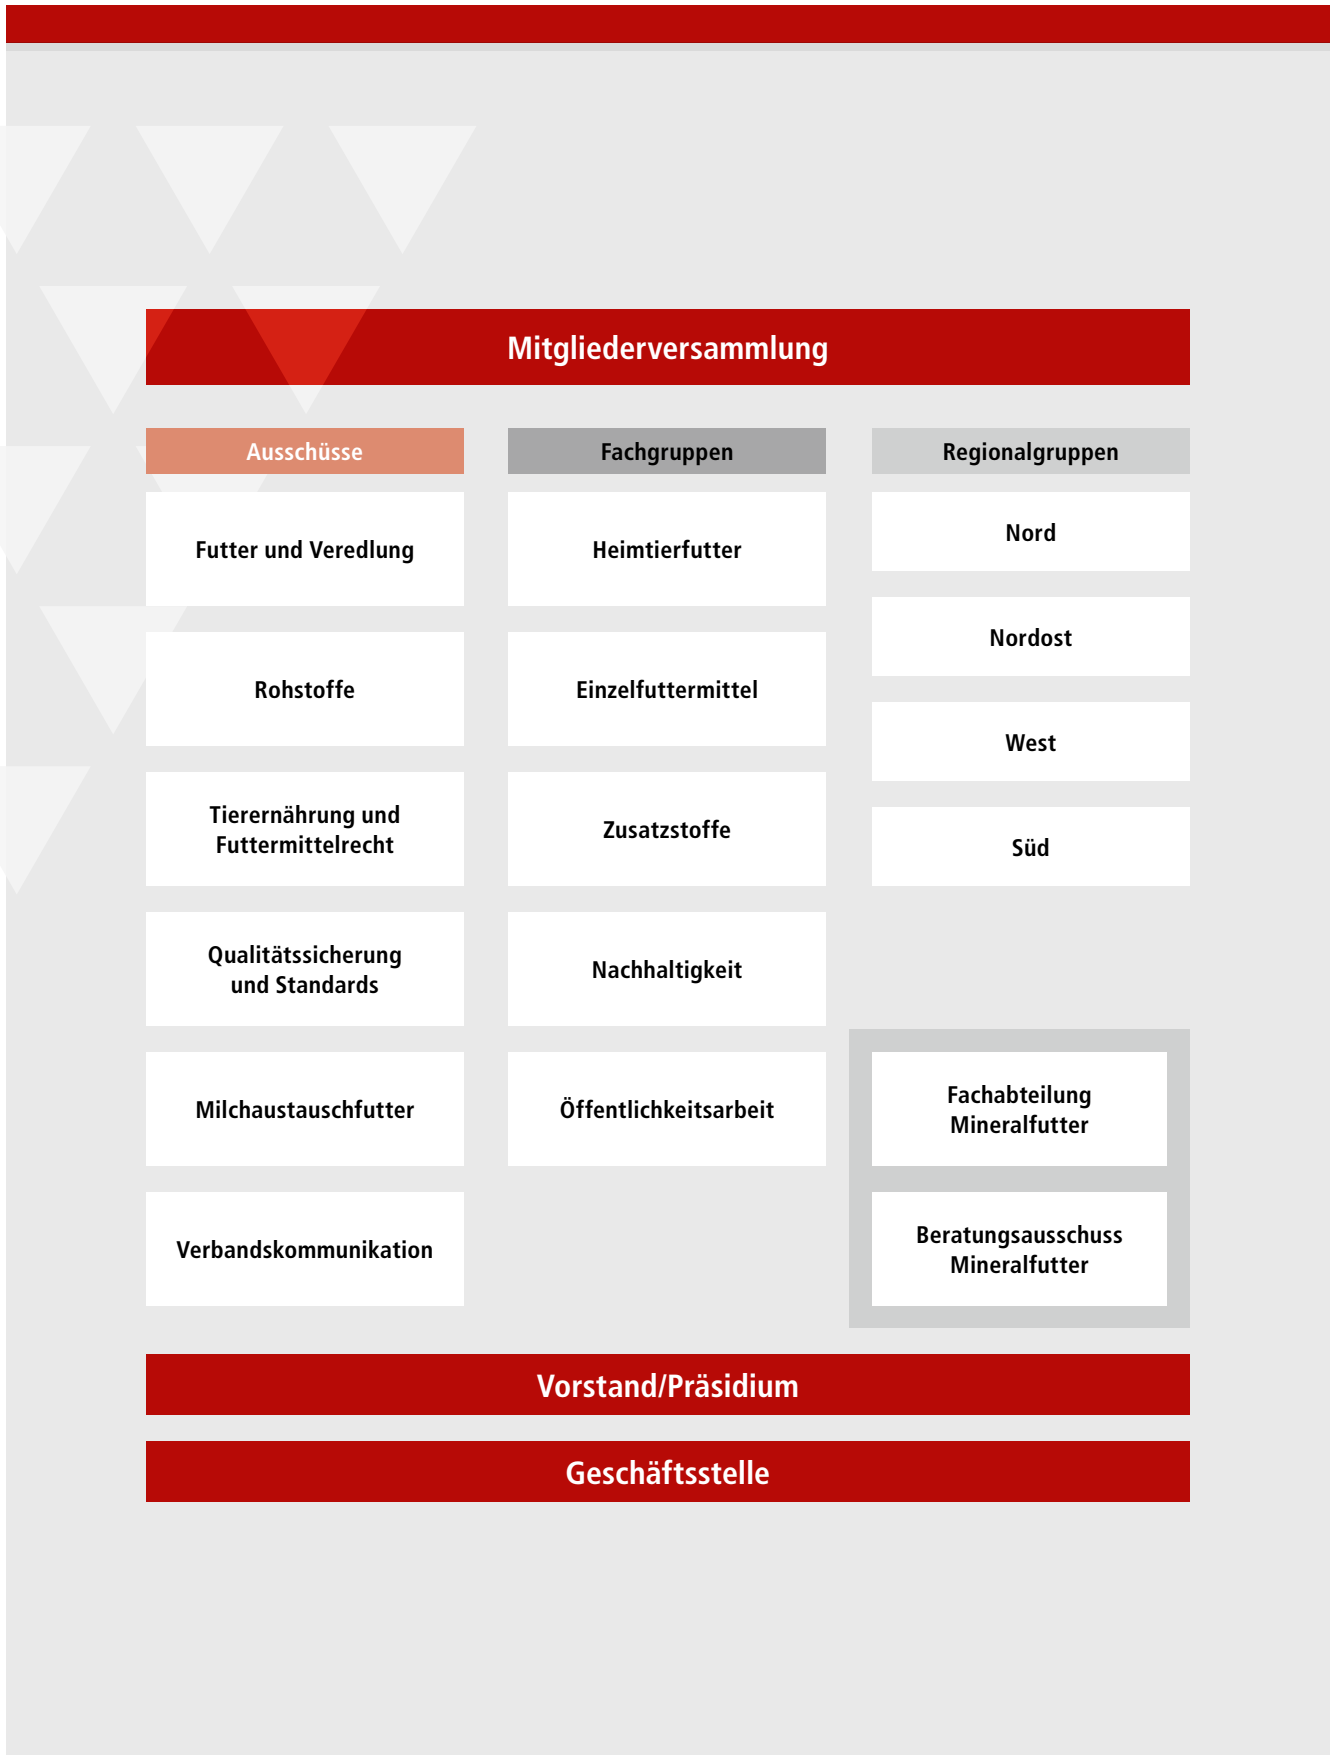 Mitgliederversammlung
Ausschüsse
Futter und Veredlung
Rohstoffe
Tierernährung und
Futtermittelrecht
Qualitätssicherung
und Standards
Milchaustauschfutter
Verbandskommunikation
Fachgruppen
Heimtierfutter
Einzelfuttermittel
Zusatzstoffe
Nachhaltigkeit
Öffentlichkeitsarbeit
Regionalgruppen
Nord
Nordost
West
Süd
Fachabteilung
Mineralfutter
Beratungsausschuss
Mineralfutter
Vorstand/Präsidium
Geschäftsstelle